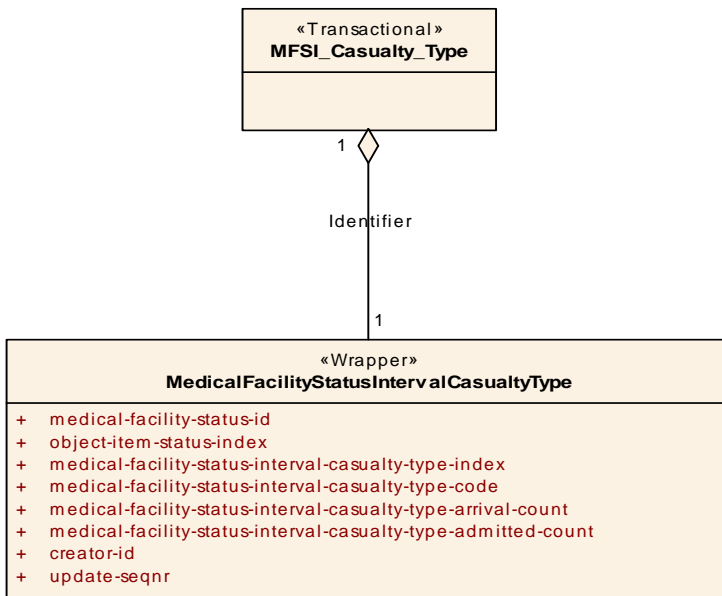 «Transactional»
MFSI_Casualty_Type
1
Identifier
1
«Wrapper»
MedicalFacilityStatusIntervalCasualtyType
+ medical-facility-status-id
+ object-item-status-index
+ medical-facility-status-interval-casualty-type-index
+ medical-facility-status-interval-casualty-type-code
+ medical-facility-status-interval-casualty-type-arrival-count
+ medical-facility-status-interval-casualty-type-admitted-count
+ creator-id
+ update-seqnr